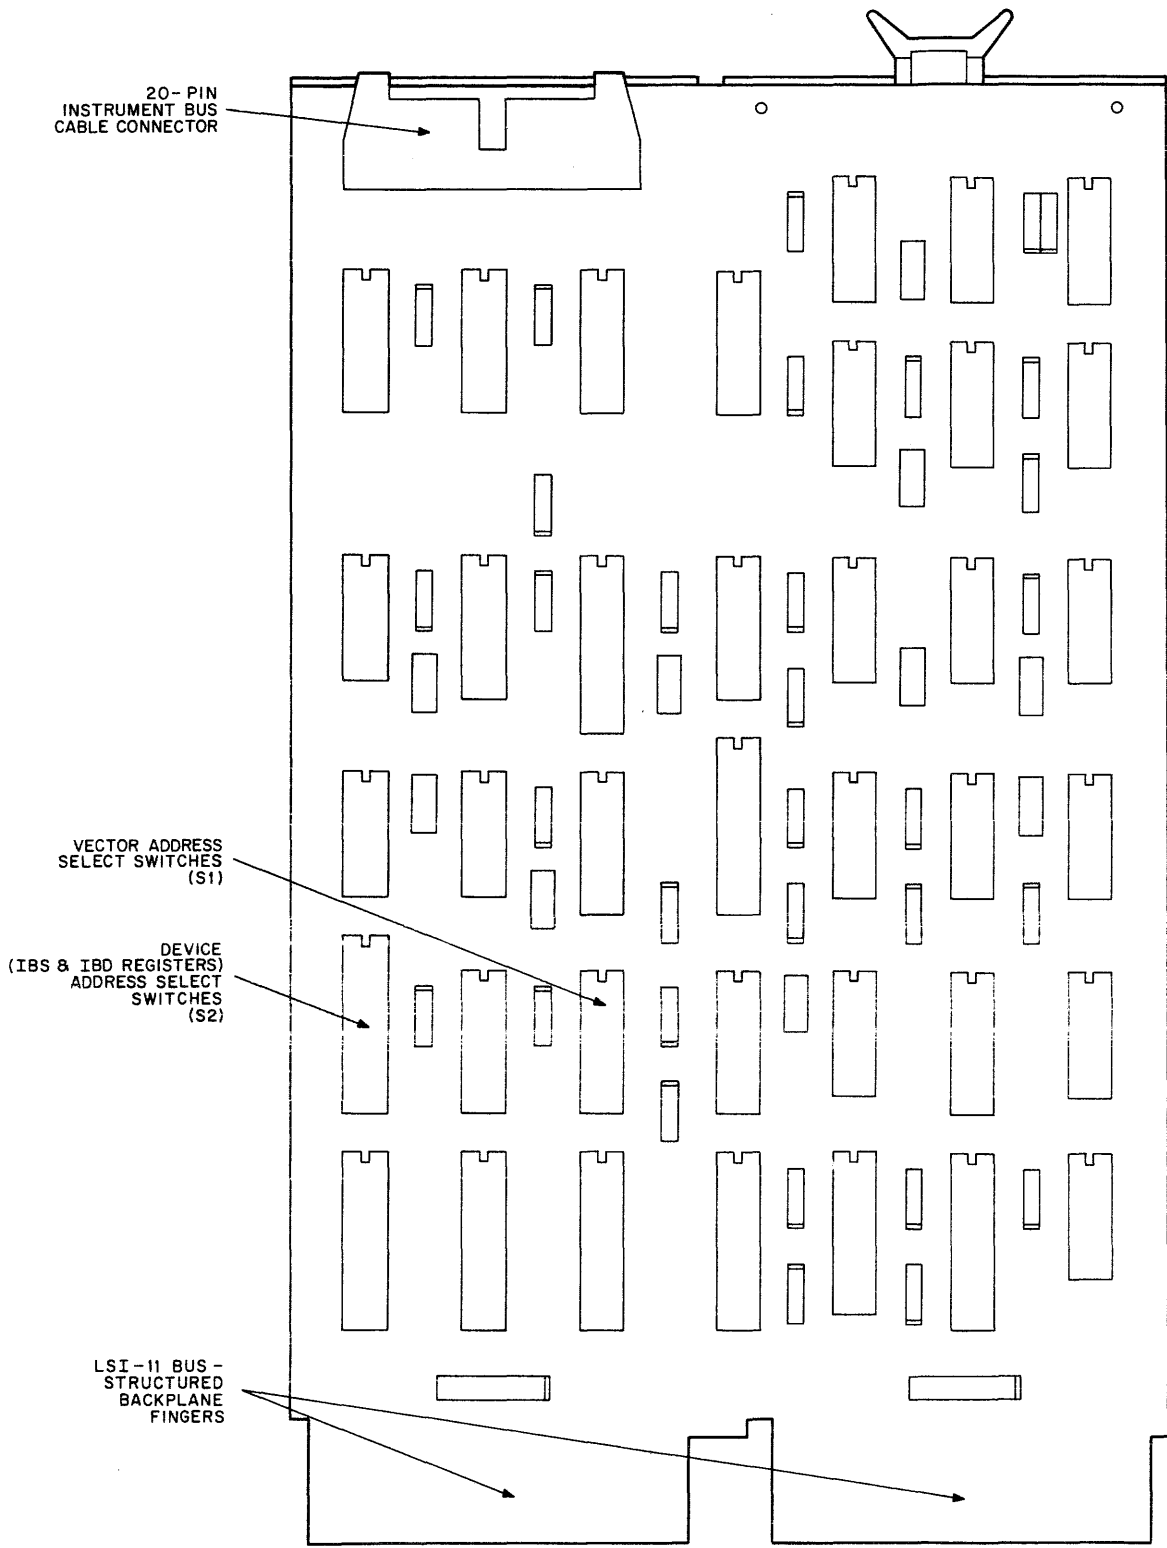 20-PIN
INSTRUMENT BUS
CABLE CONNECTOR
VECTOR ADDRESS
SELECT SWITCHES
(S1)
DEVICE
(IBS & IBD REGISTERS)
ADDRESS SELECT
SWITCHES
(S2)
LSI-11 BUS-
STRUCTURED
BACKPLANE
FINGERS